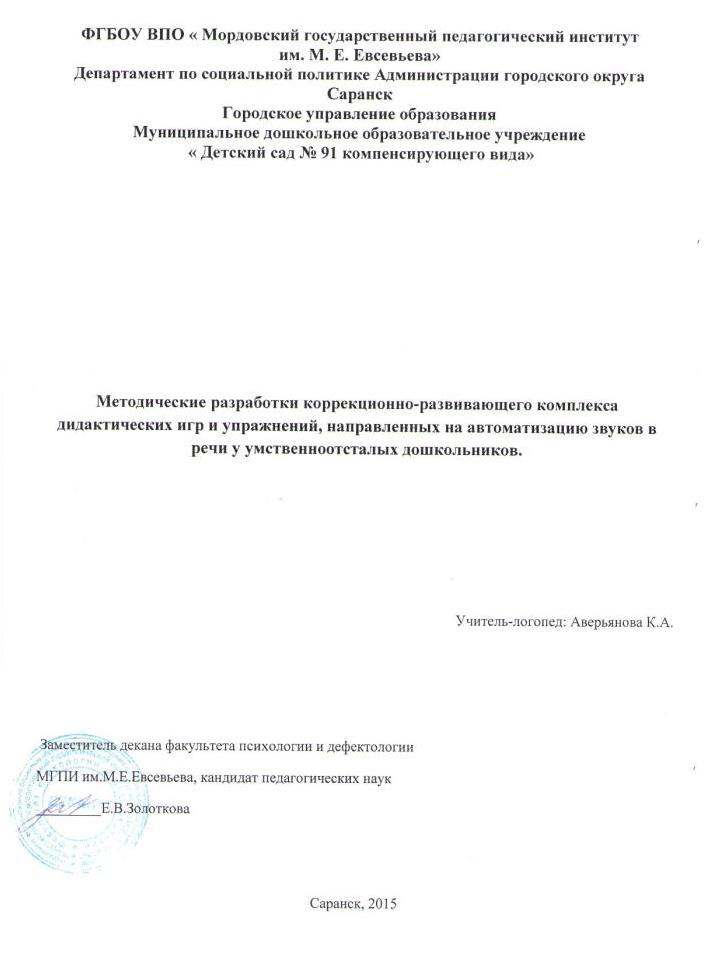 ФГБОУ ВПО « Мордовский государственный педагогический институт
им. М. Е. Евсевьева»
Департамент по социальной политике Администрации городского округа
Саранск
Городское управление образования
Муниципальное дошкольное образовательное учреждение
« Детский сад № 91 компенсирующего вида»
Методические разработки коррекционно-развивающего комплекса
дидактических игр и упражнений, направленных на автоматизацию звуков в
речи у умственноотсталых дошкольников.
Учитель-логопед: Аверьянова К.А.
Заместитель декана факультета психологии и дефектологии
МГПИ им.М.Е.Евсевьева, кандидат педагогических наук
_________Е.В.Золоткова
Саранск, 2015